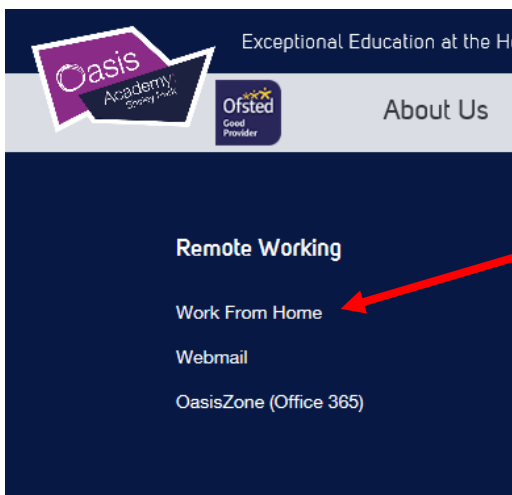 Exceptional Education at the H
Oasis
Academy:
Ofsted
Good
Provider
About Us
Remote Working
Work From Home
Webmail
OasisZone (Office 365)